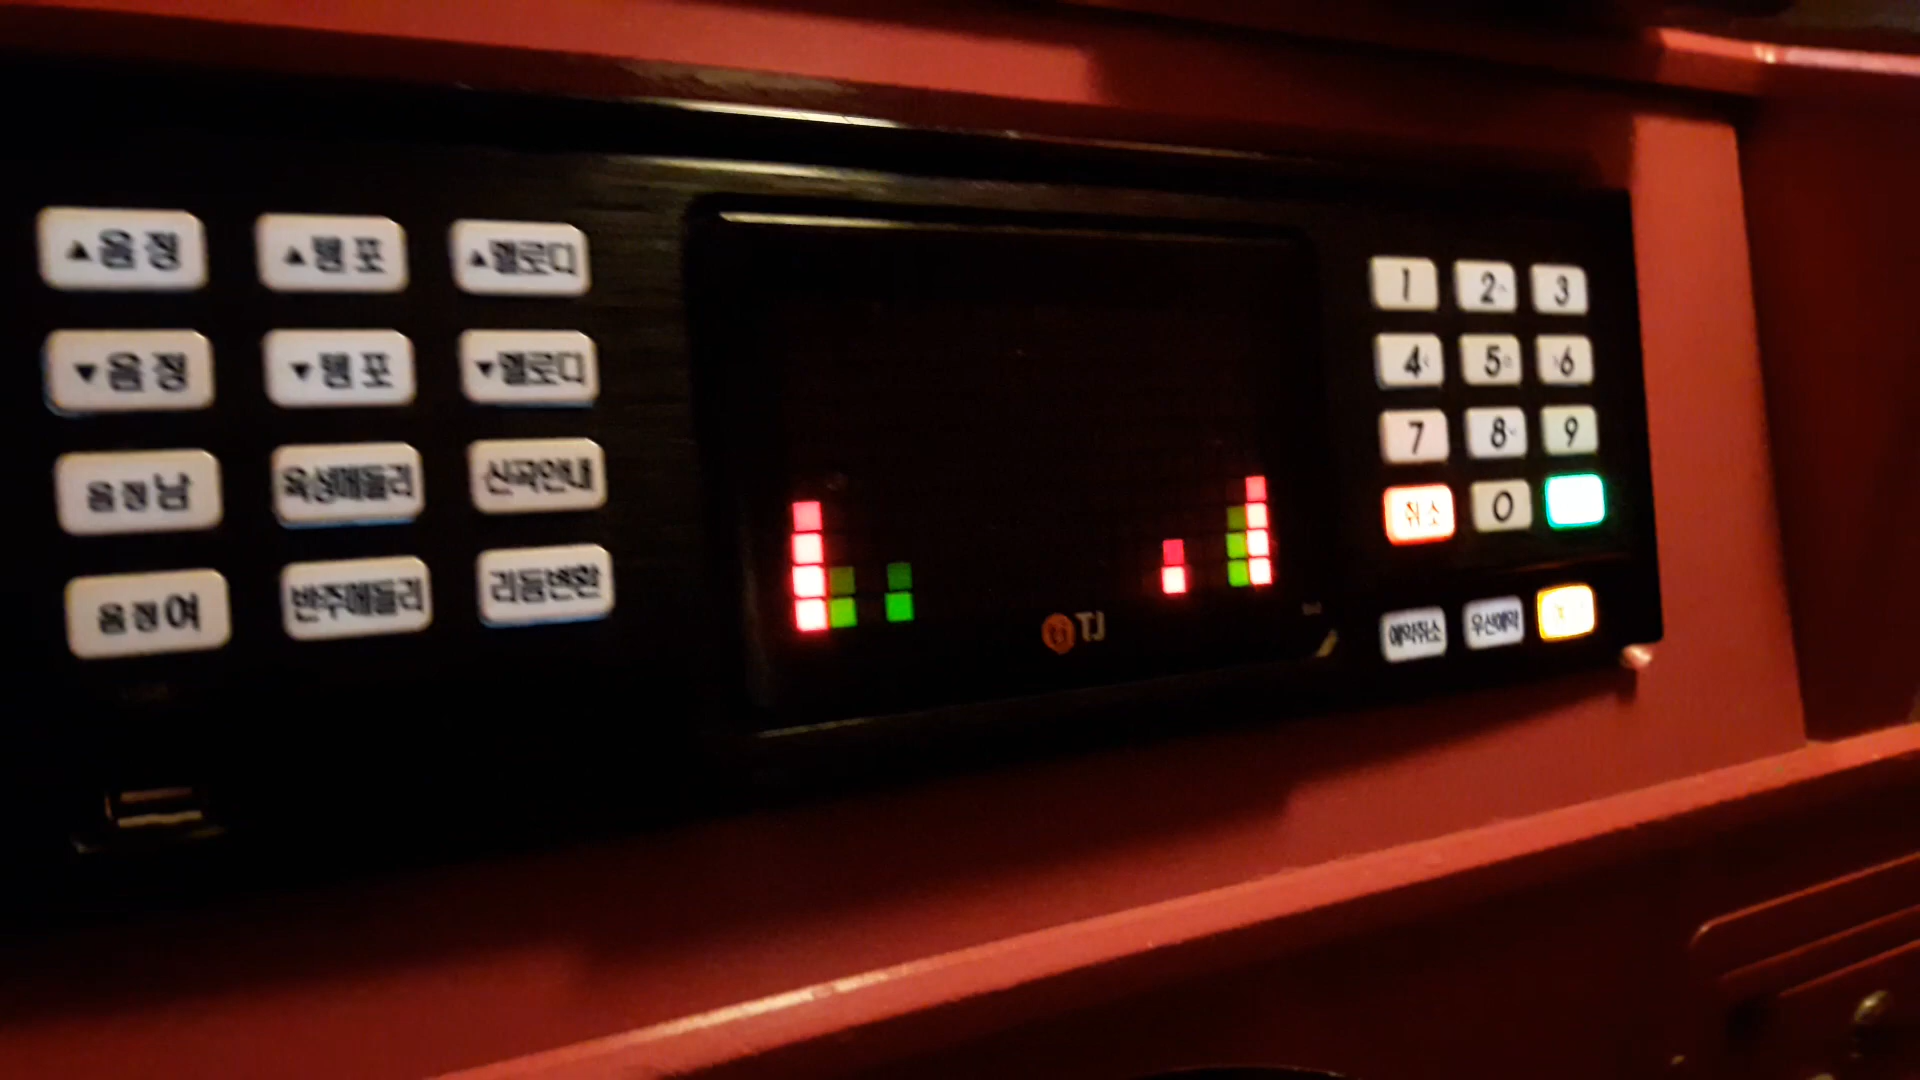 ▲음정 ▲템포 ▲멜로디
▼음정 ▼템포 ▼멜로디
음정남 육성메들리 신곡안내
음정여 반주메들리 리듬변환
TJ
1 2 3
4 5 6
7 8 9
취소 0
예약취소 우선예약